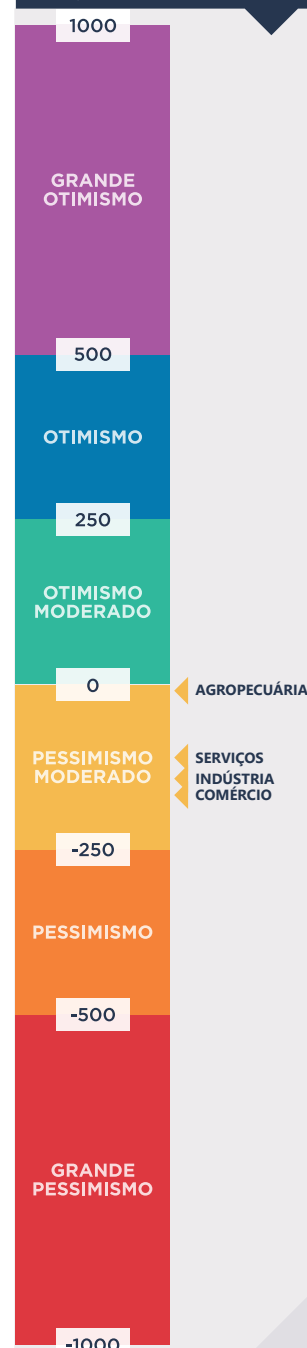 1000
GRANDE
OTIMISMO
500
OTIMISMO
250
OTIMISMO
MODERADO
0
AGROPECUÁRIA
PESSIMISMO
MODERADO
SERVIÇOS
INDÚSTRIA
COMÉRCIO
-250
PESSIMISMO
-500
GRANDE
PESSIMISMO
-1000